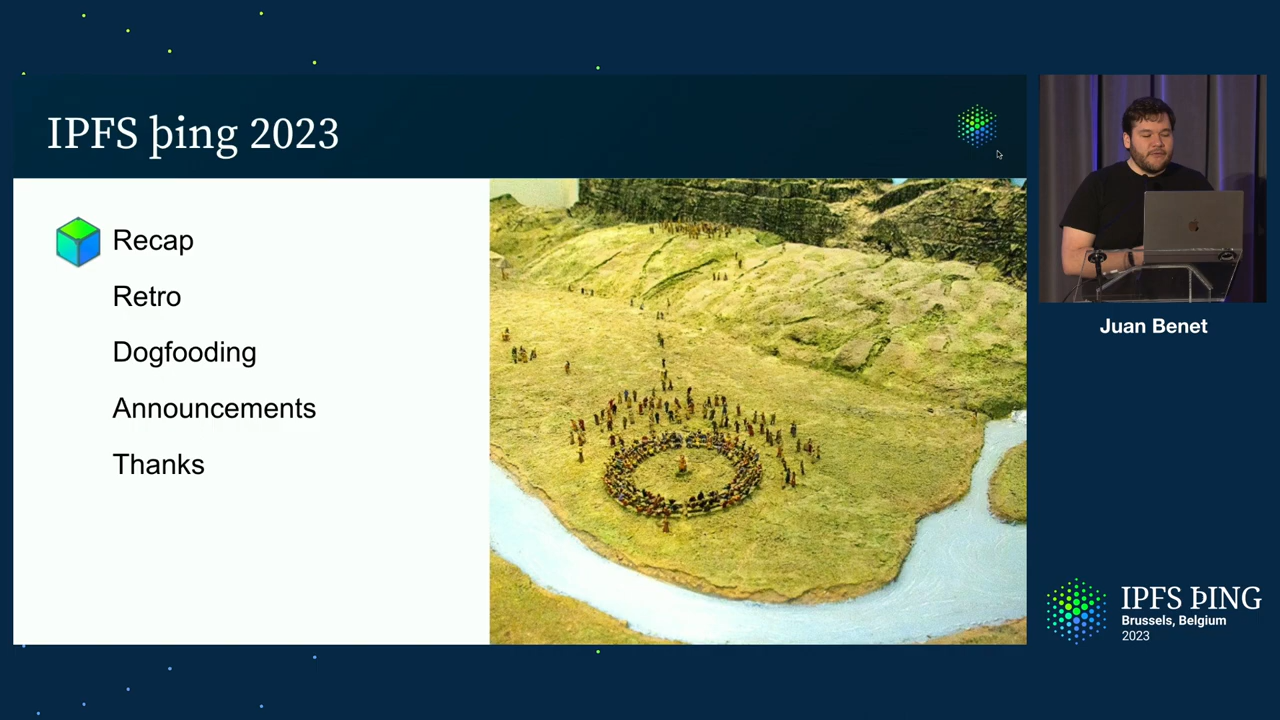 IPFS þing 2023
Recap
Retro
Dogfooding
Announcements
Thanks
Juan Benet
IPFS ÞING
Brussels, Belgium
2023